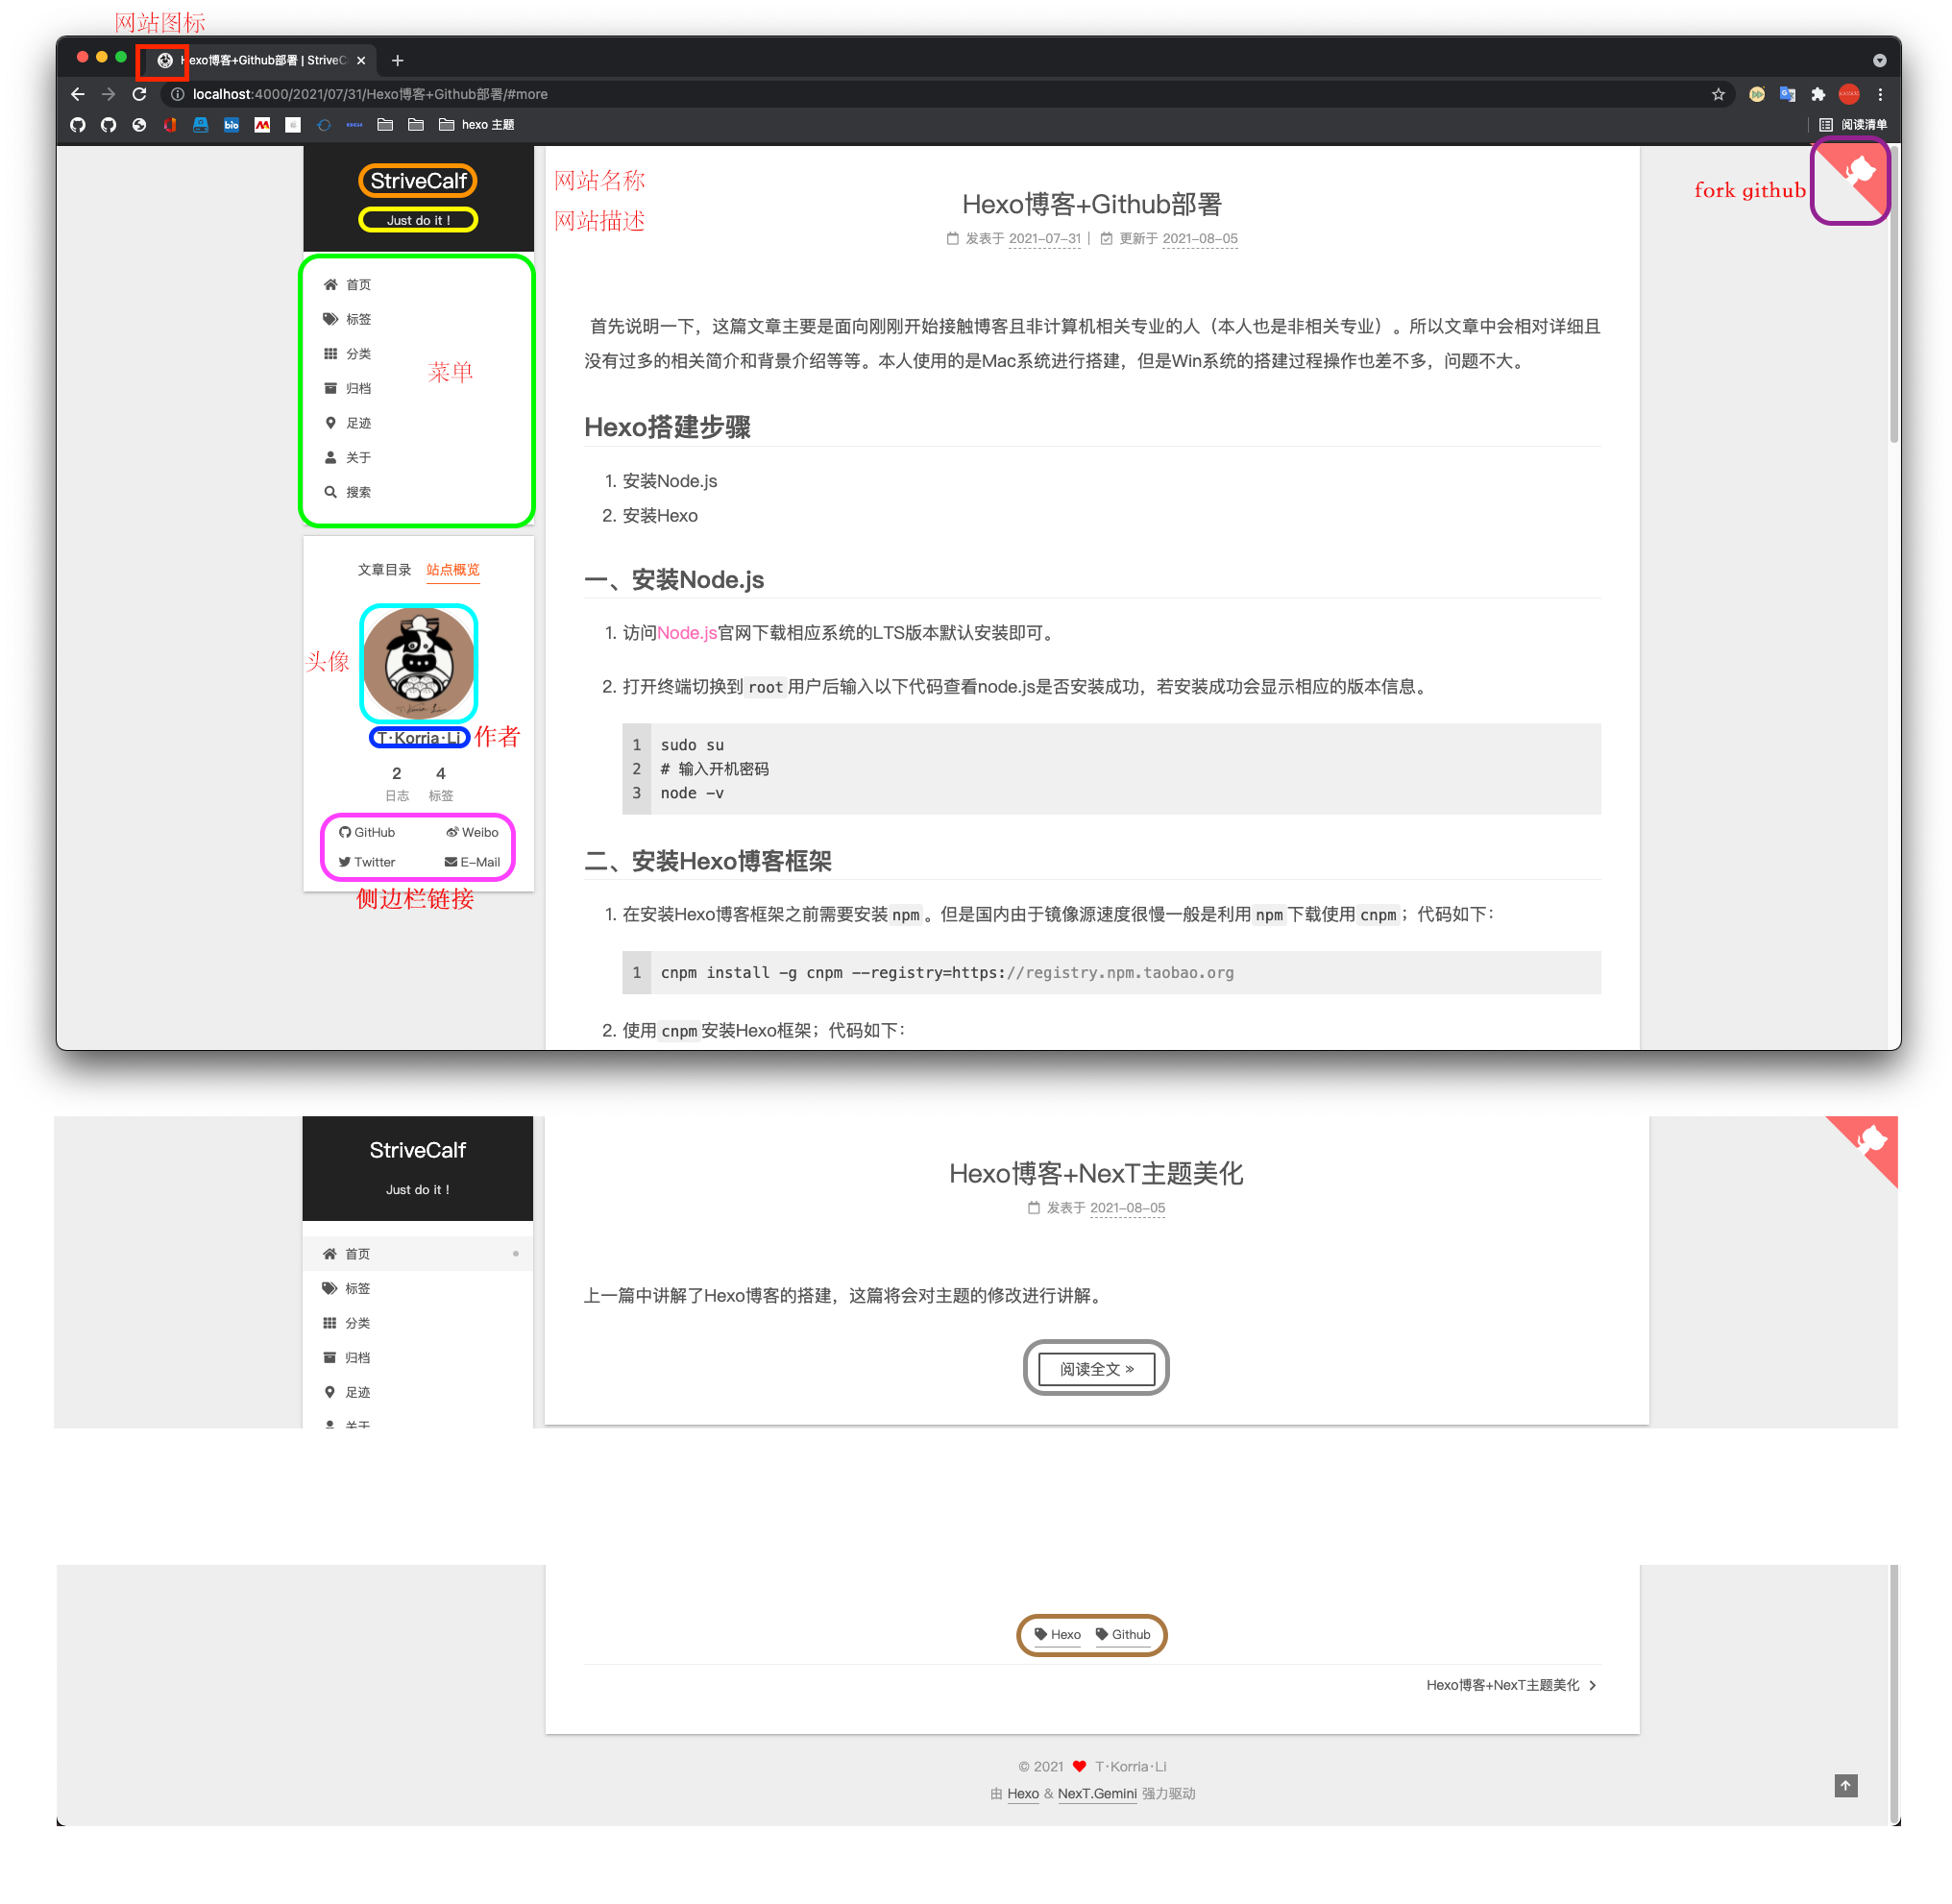 网站图标
Hexo博客+Github部署 | StriveC
localhost:4000/2021/07/31/Hexo博客+Github部署/#more
bio
hexo 主题
阅读清单
StriveCalf
Just do it !
网站名称
网站描述
fork github
首页
标签
分类
归档
足迹
关于
搜索
菜单
文章目录 站点概览
头像
T·Korria·Li
作者
2 4
日志 标签
GitHub Weibo
Twitter E-Mail
侧边栏链接
Hexo博客+Github部署
发表于 2021-07-31 | 更新于 2021-08-05
首先说明一下，这篇文章主要是面向刚刚开始接触博客且非计算机相关专业的人（本人也是非相关专业）。所以文章中会相对详细且
没有过多的相关简介和背景介绍等等。本人使用的是Mac系统进行搭建，但是Win系统的搭建过程操作也差不多，问题不大。
Hexo搭建步骤
1. 安装Node.js
2. 安装Hexo
一、安装Node.js
1. 访问Node.js官网下载相应系统的LTS版本默认安装即可。
2. 打开终端切换到root用户后输入以下代码查看node.js是否安装成功，若安装成功会显示相应的版本信息。
1 sudo su
2 # 输入开机密码
3 node -v
二、安装Hexo博客框架
1. 在安装Hexo博客框架之前需要安装npm。但是国内由于镜像源速度很慢一般是利用npm下载使用cnpm；代码如下：
1 cnpm install -g cnpm --registry=https://registry.npm.taobao.org
2. 使用cnpm安装Hexo框架；代码如下：
StriveCalf
Just do it !
首页
标签
分类
归档
足迹
关于
Hexo博客+NexT主题美化
发表于 2021-08-05
上一篇中讲解了Hexo博客的搭建，这篇将会对主题的修改进行讲解。
阅读全文 »
Hexo Github
Hexo博客+NexT主题美化
© 2021 T·Korria·Li
由 Hexo & NexT.Gemini 强力驱动